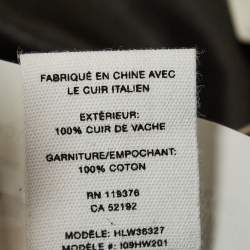 FABRIQUÉ EN CHINE AVEC
LE CUIR ITALIEN
EXTÉRIEUR:
100% CUIR DE VACHE
GARNITURE/EMPOCHANT:
100% COTON
RN 119376
CA 52192
MODÈLE: HLW36327
MODÈLE #: I09HW201